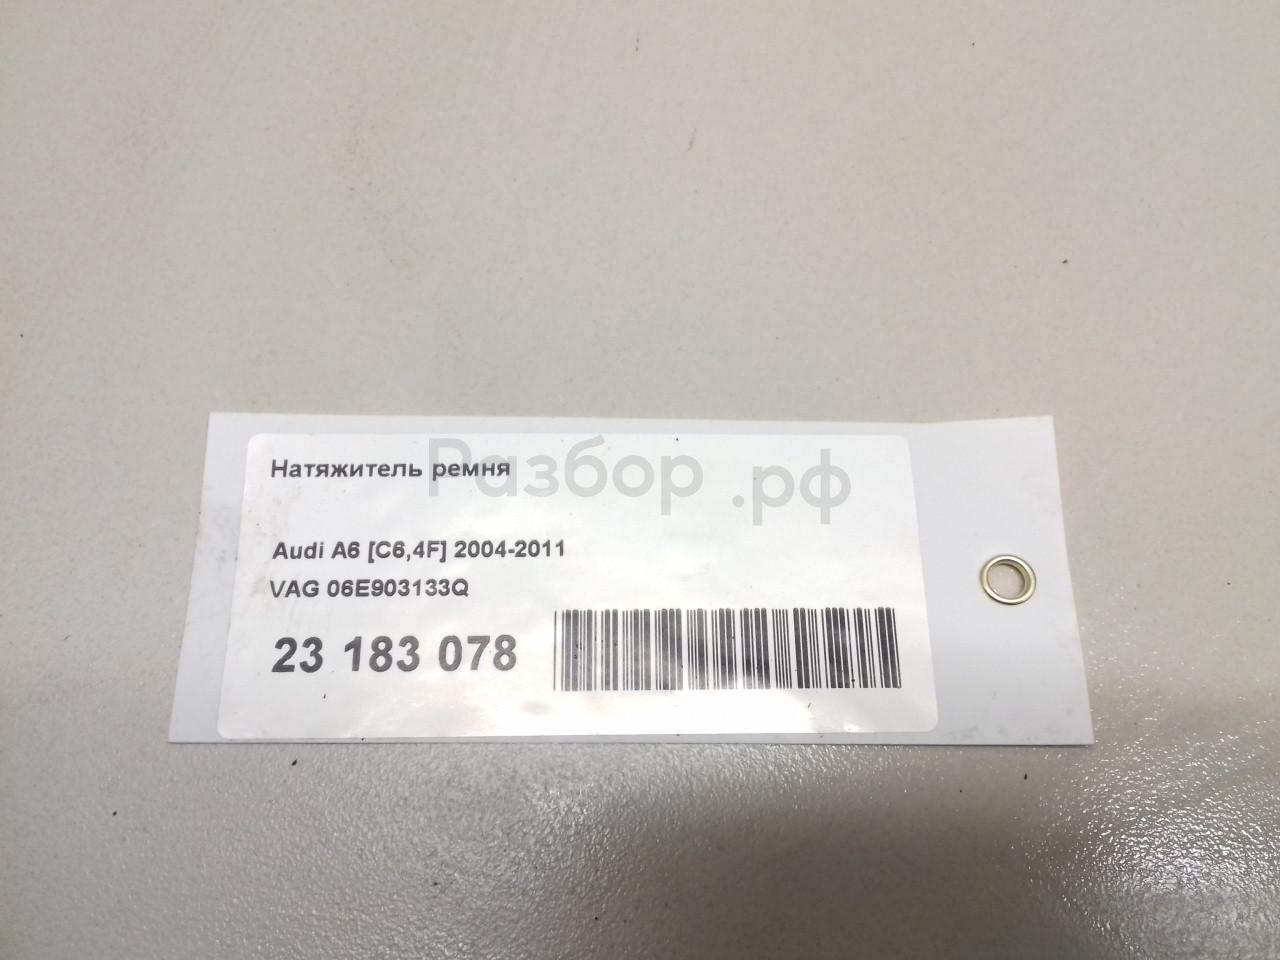 Натяжитель ремня
Разбор.рф
Audi A6 [C6,4F] 2004-2011
VAG 06E903133Q
23 183 078